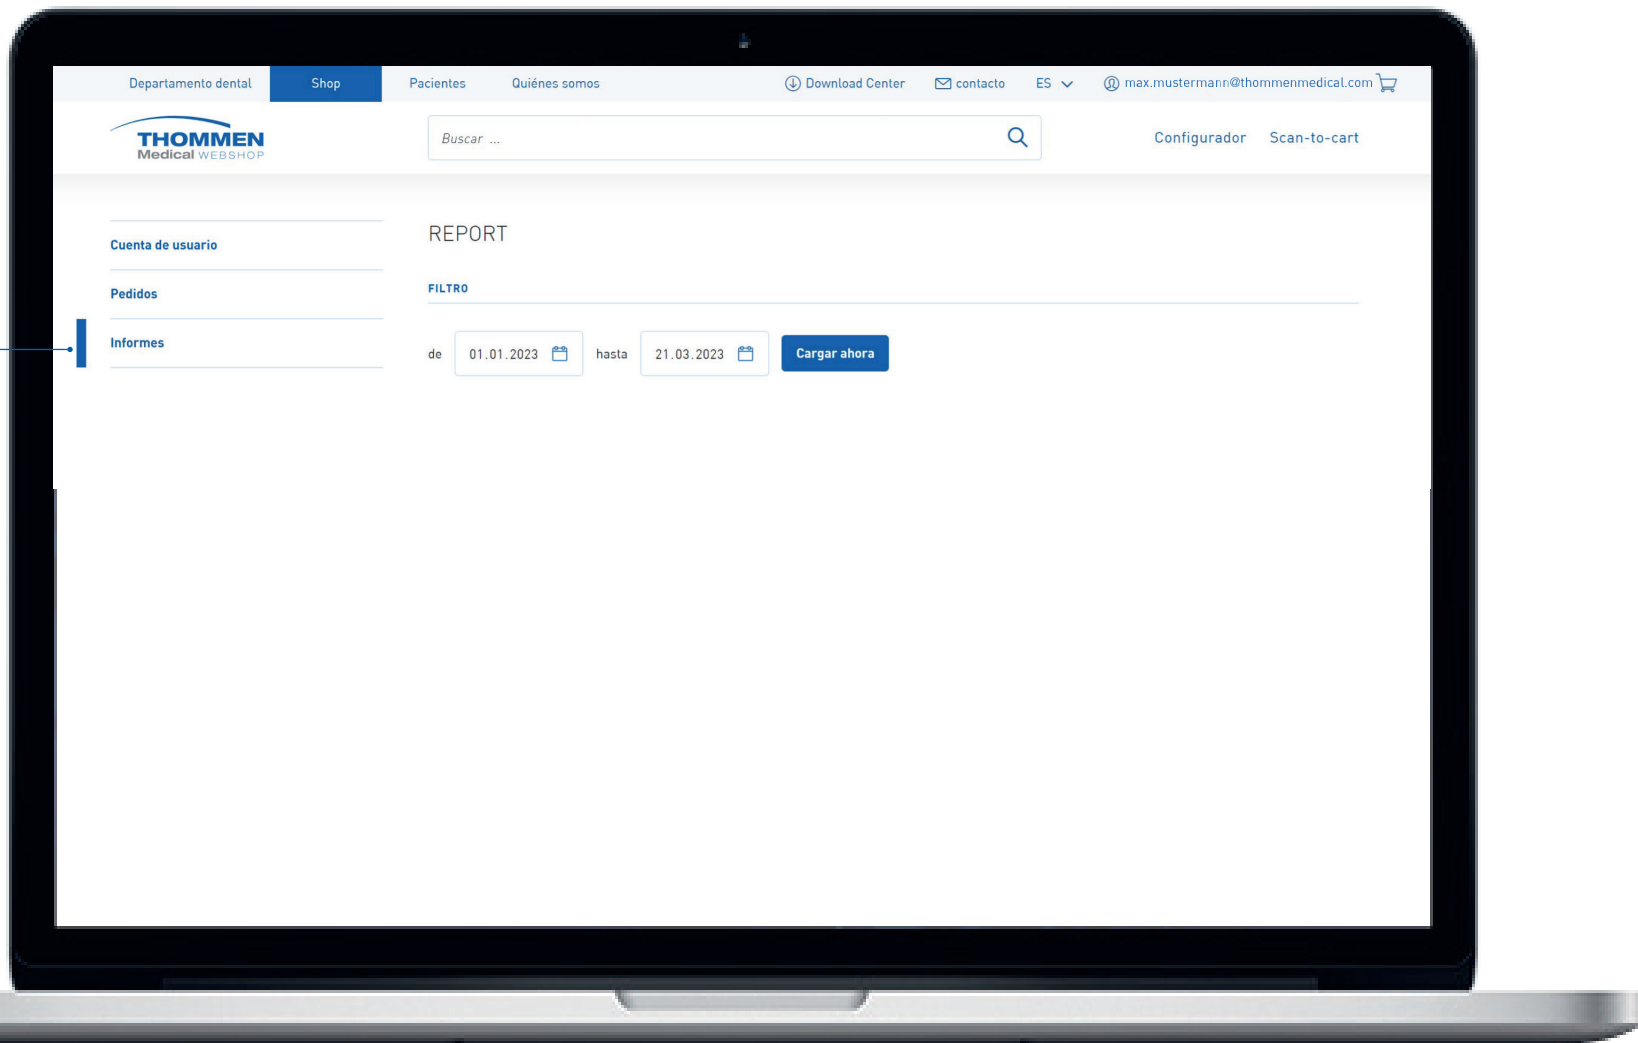 Departamento dental Shop Pacientes Quiénes somos Download Center contacto ES max.mustermann@thommenmedical.com
THOMMEN
Medical WEBSHOP
Buscar ...
Configurador Scan-to-cart
Cuenta de usuario
Pedidos
Informes
REPORT
FILTRO
de 01.01.2023 hasta 21.03.2023 Cargar ahora